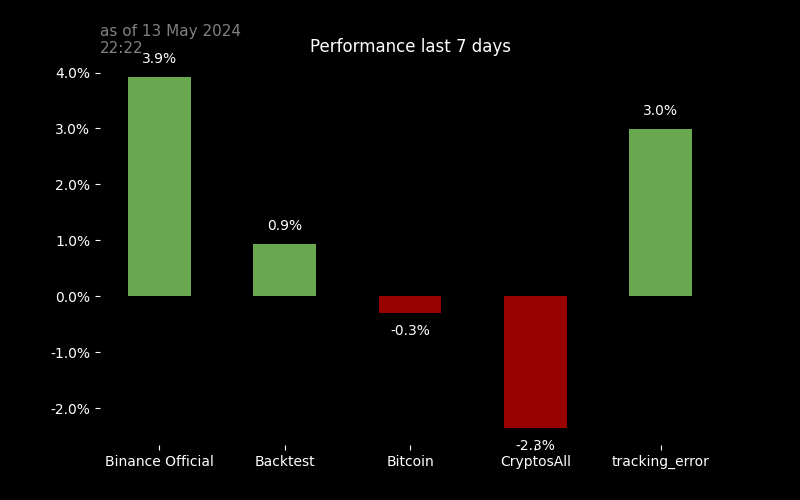 as of 13 May 2024
22:22
Performance last 7 days
3.9%
0.9%
-0.3%
-2.3%
3.0%
4.0%
3.0%
2.0%
1.0%
0.0%
-1.0%
-2.0%
Binance Official
Backtest
Bitcoin
CryptosAll
tracking_error